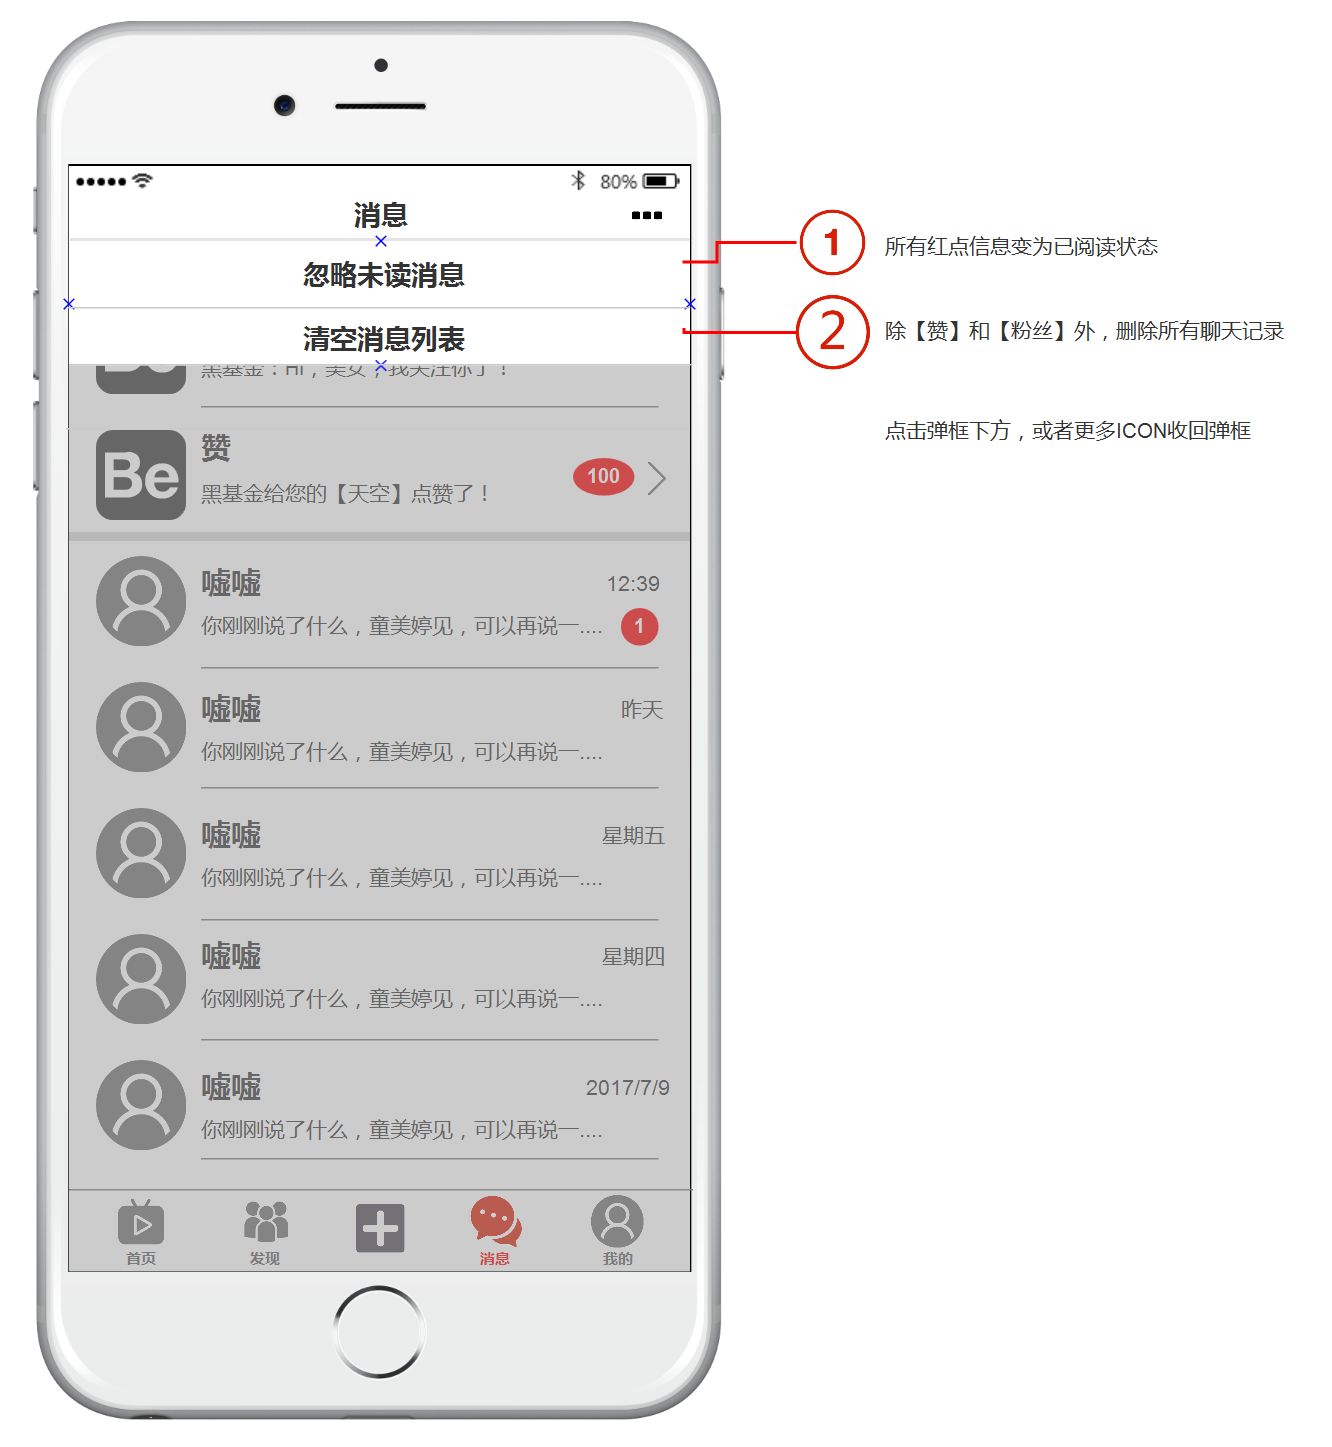 80%
消息
忽略未读消息
清空消息列表
黑基金：Hi，美女，我关注你了！
Be
赞
黑基金给您的【天空】点赞了！
100
嘘嘘
12:39
你刚刚说了什么，童美婷见，可以再说一....
1
嘘嘘
昨天
你刚刚说了什么，童美婷见，可以再说一....
嘘嘘
星期五
你刚刚说了什么，童美婷见，可以再说一....
嘘嘘
星期四
你刚刚说了什么，童美婷见，可以再说一....
嘘嘘
2017/7/9
你刚刚说了什么，童美婷见，可以再说一....
首页
发现
消息
我的
1
所有红点信息变为已阅读状态
2
除【赞】和【粉丝】外，删除所有聊天记录
点击弹框下方，或者更多ICON收回弹框